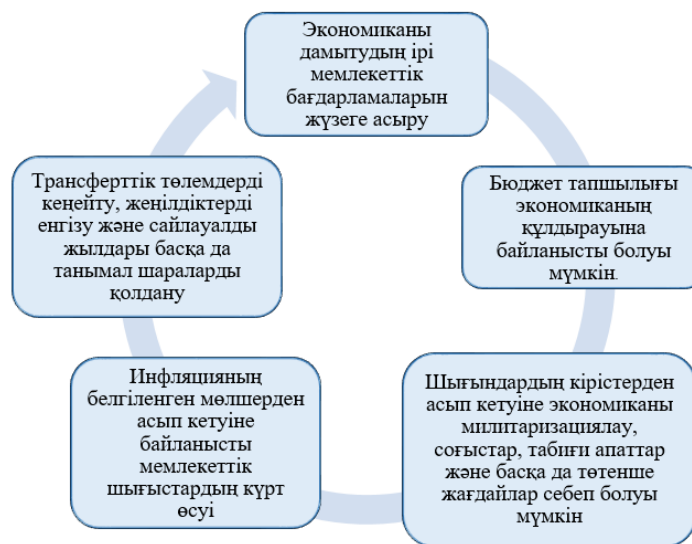 Экономиканы
дамытудың ірі
мемлекеттік
бағдарламаларын
жүзеге асыру
Бюджет тапшылығы
экономиканың
құлдырауына
байланысты болуы
мүмкін.
Шығындардың кірістерден
асып кетуіне экономиканы
милитаризациялау,
соғыстар, табиғи апаттар
және басқа да төтенше
жағдайлар себеп болуы
мүмкін
Инфляцияның
белгіленген мөлшерден
асып кетуіне
байланысты
мемлекеттік
шығыстардың күрт
өсуі
Трансферттік төлемдерді
кеңейту, жеңілдіктерді
енгізу және сайлауалды
жылдары басқа да
танымал шараларды
қолдану